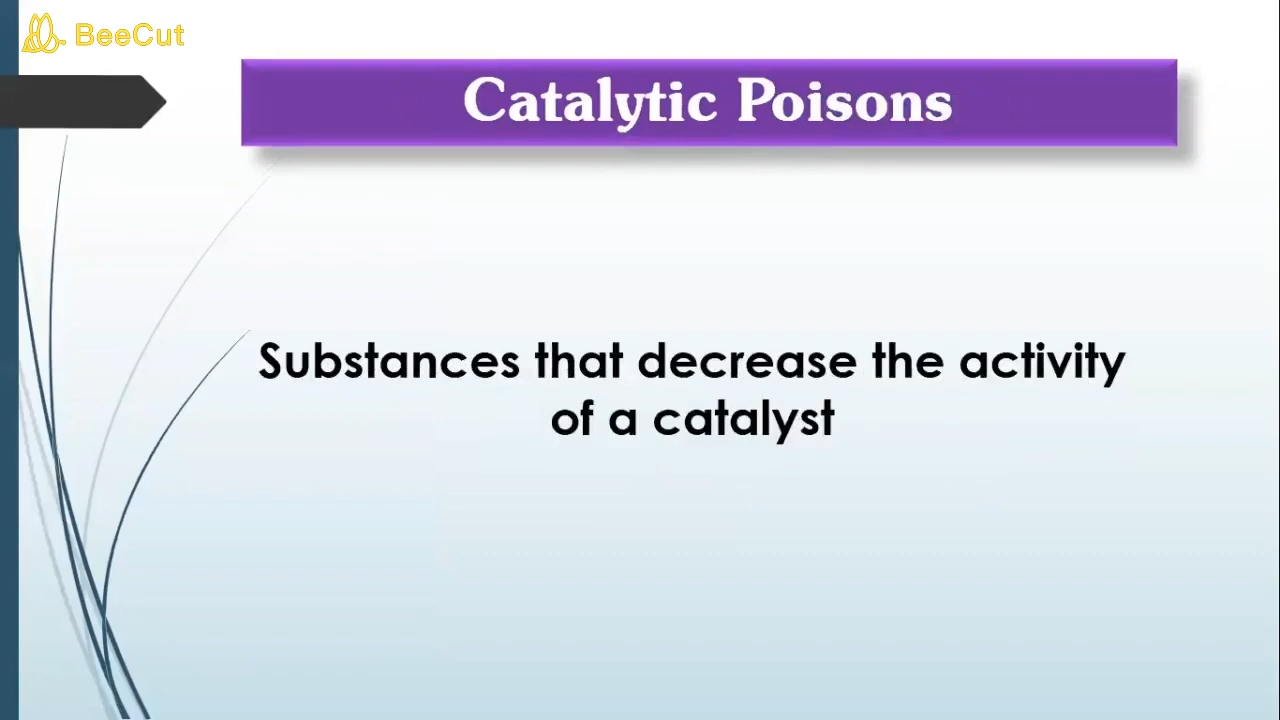 BeeCut
Catalytic Poisons
Substances that decrease the activity
of a catalyst